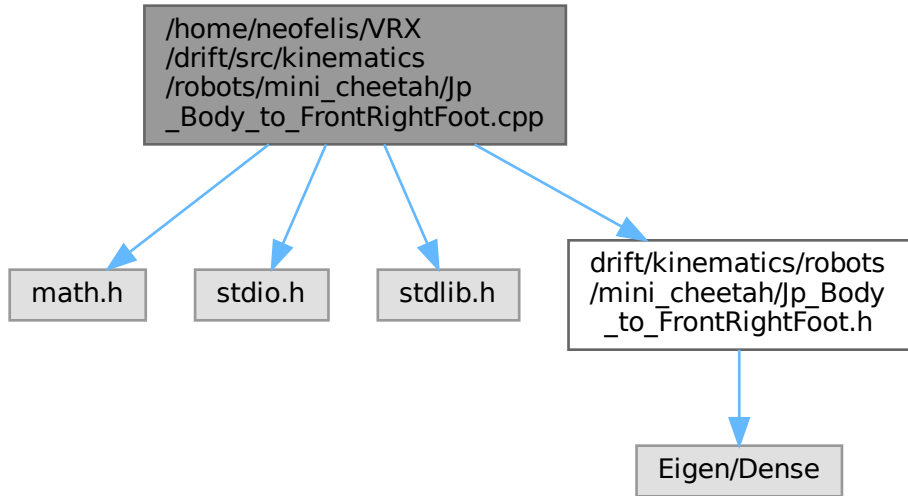 /home/neofelis/VRX
/drift/src/kinematics
/robots/mini_cheetah/Jp
_Body_to_FrontRightFoot.cpp
math.h
stdio.h
stdlib.h
drift/kinematics/robots
/mini_cheetah/Jp_Body
_to_FrontRightFoot.h
Eigen/Dense